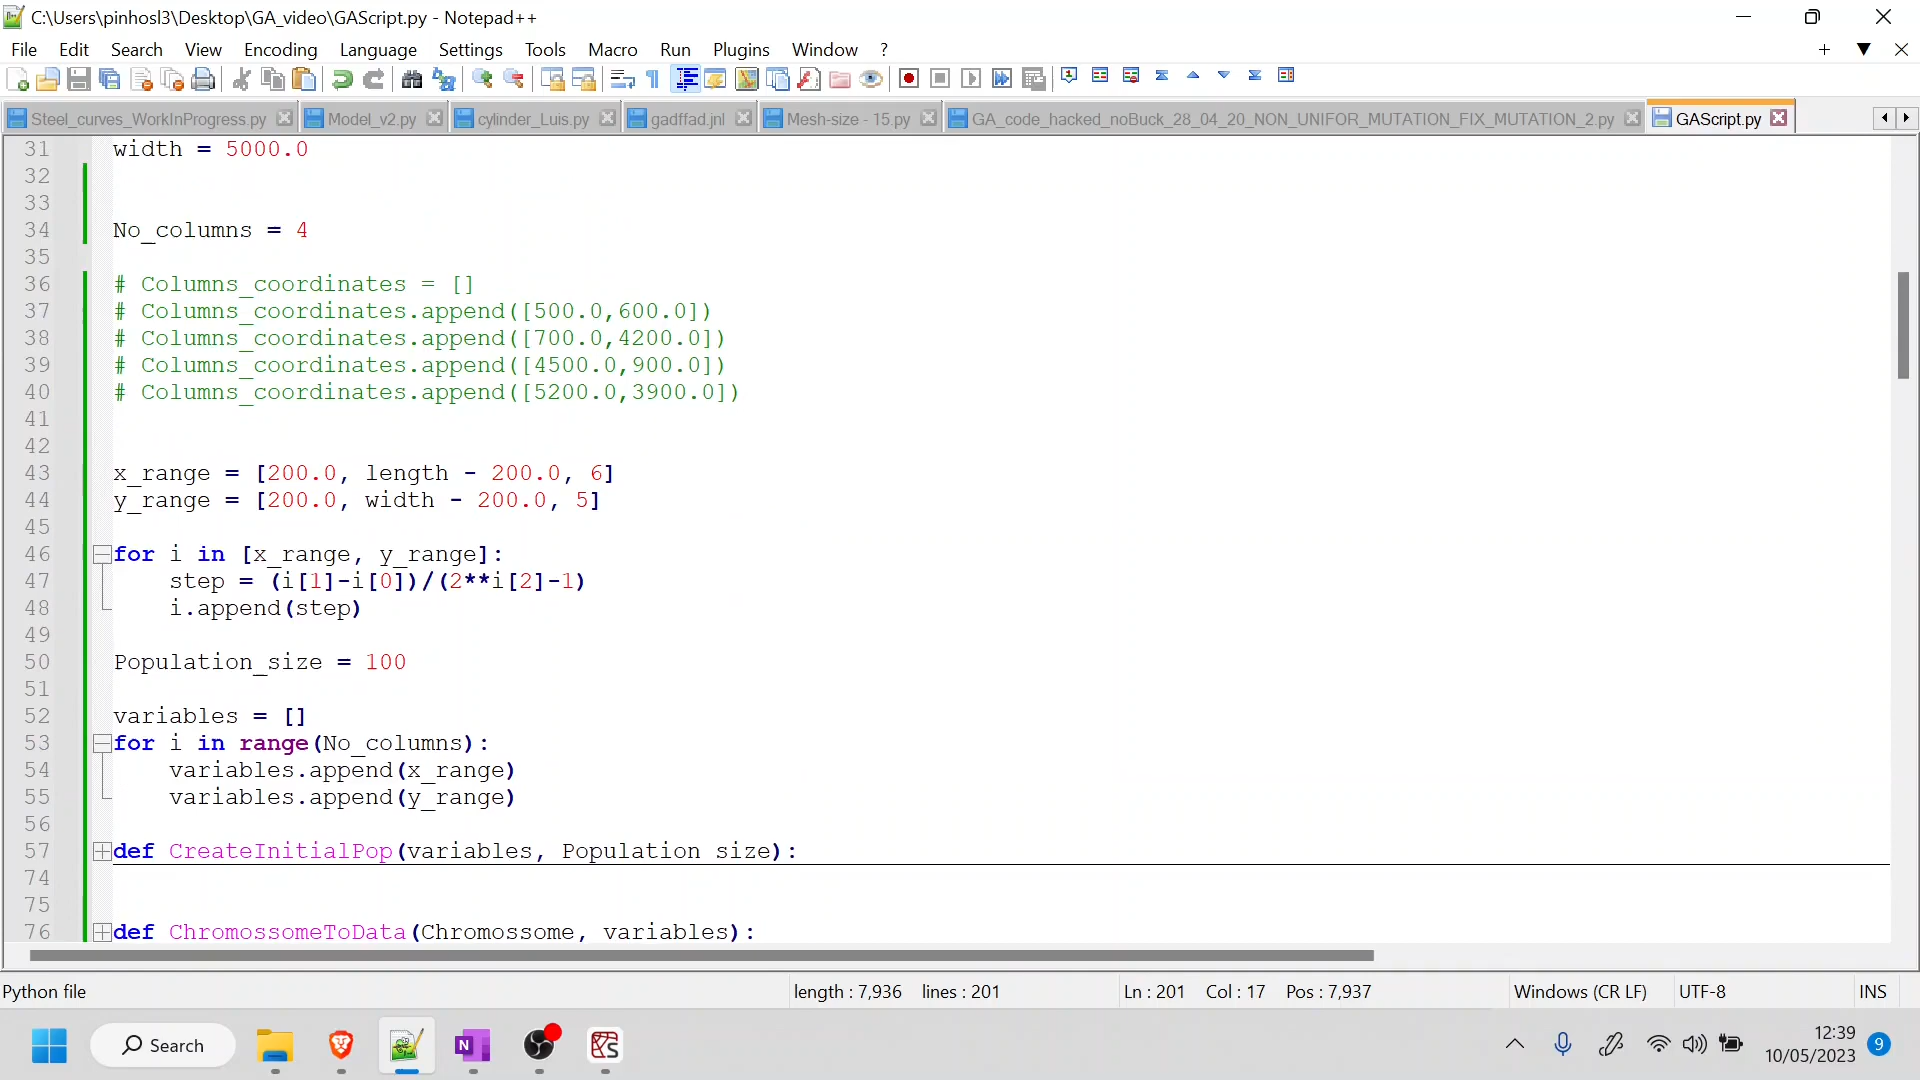 C:\Users\pinhosl3\Desktop\GA_video\GAScript.py - Notepad++
File Edit Search View Encoding Language Settings Tools Macro Run Plugins Window ?
Steel_curves_WorkInProgress.py Model_v2.py cylinder_Luis.py gadffad.jnl Mesh-size - 15.py GA_code_hacked_noBuck_28_04_20_NON_UNIFOR_MUTATION_FIX_MUTATION_2.py GAScript.py
31 width = 5000.0
32
33
34 No_columns = 4
35
36 # Columns_coordinates = []
37 # Columns_coordinates.append([500.0,600.0])
38 # Columns_coordinates.append([700.0,4200.0])
39 # Columns_coordinates.append([4500.0,900.0])
40 # Columns_coordinates.append([5200.0,3900.0])
41
42
43 x_range = [200.0, length - 200.0, 6]
44 y_range = [200.0, width - 200.0, 5]
45
46 for i in [x_range, y_range]:
47 step = (i[1]-i[0])/(2**i[2]-1)
48 i.append(step)
49
50 Population_size = 100
51
52 variables = []
53 for i in range(No_columns):
54 variables.append(x_range)
55 variables.append(y_range)
56
57 def CreateInitialPop(variables, Population_size):
74
75
76 def ChromossomeToData(Chromossome, variables):
Python file length : 7,936 lines : 201 Ln : 201 Col : 17 Pos : 7,937 Windows (CR LF) UTF-8 INS
Search
12:39
10/05/2023
9